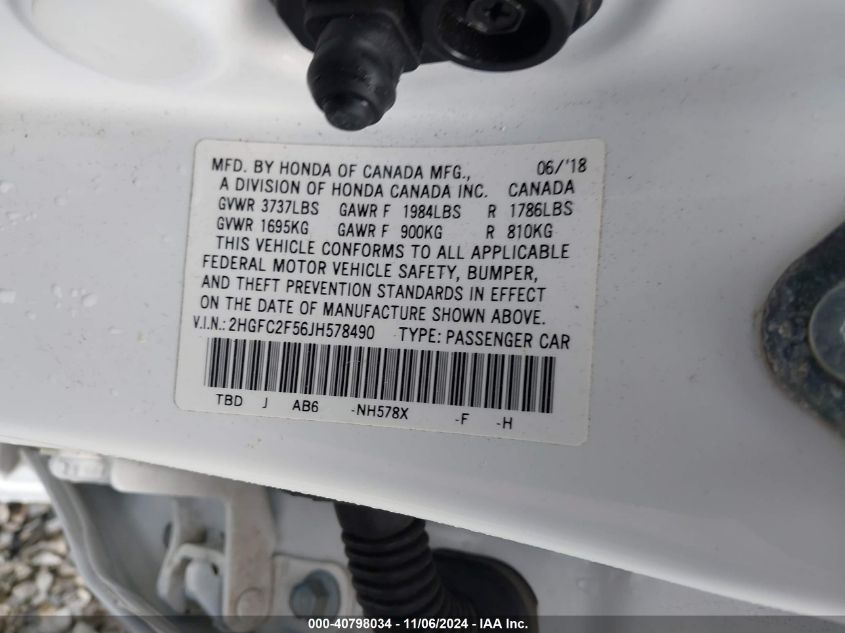 MFD. BY HONDA OF CANADA MFG., 06/'18
A DIVISION OF HONDA CANADA INC. CANADA
GVWR 3737LBS GAWR F 1984LBS R 1786LBS
GVWR 1695KG GAWR F 900KG R 810KG
THIS VEHICLE CONFORMS TO ALL APPLICABLE
FEDERAL MOTOR VEHICLE SAFETY, BUMPER,
AND THEFT PREVENTION STANDARDS IN EFFECT
ON THE DATE OF MANUFACTURE SHOWN ABOVE.
V.I.N.: 2HGFC2F56JH578490 TYPE: PASSENGER CAR
TBD J AB6 -NH578X -F -H
000-40798034 - 11/06/2024 - IAA Inc.